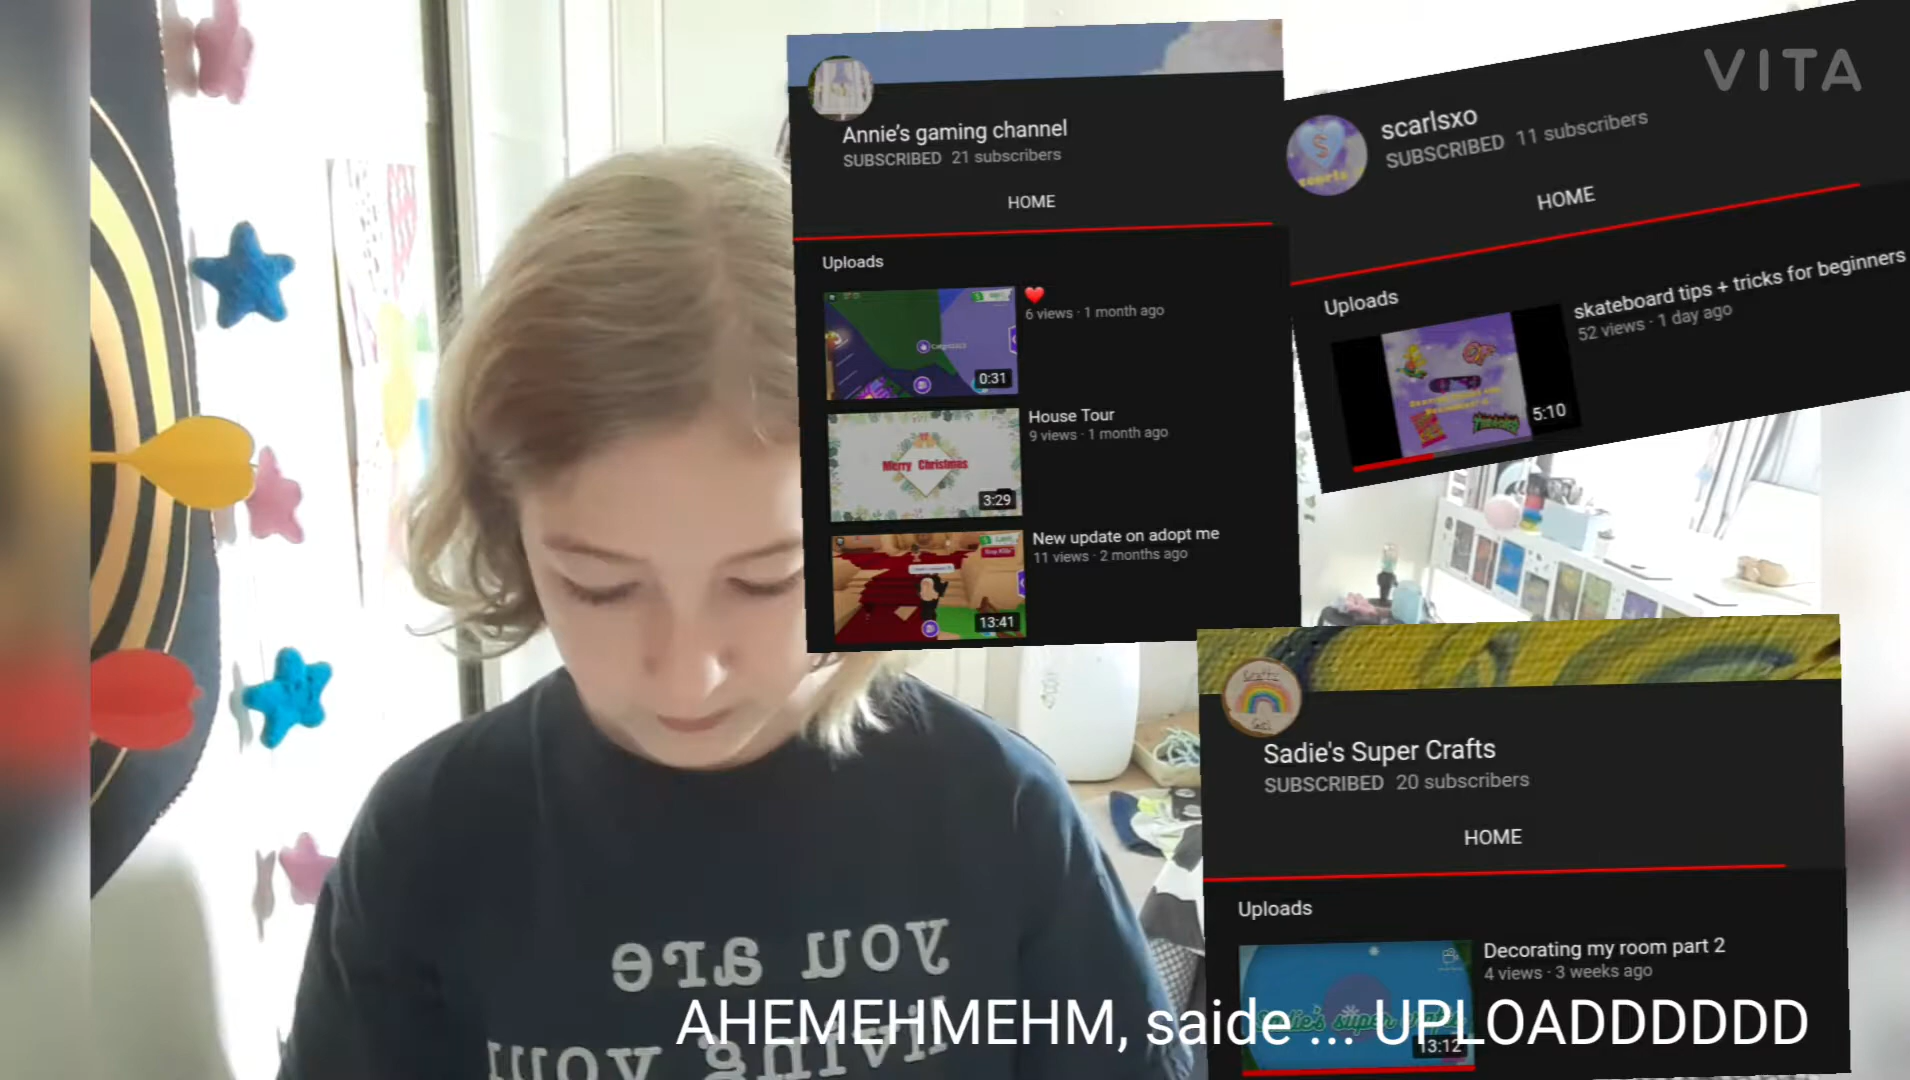 VITA
Annie's gaming channel
SUBSCRIBED 21 subscribers
HOME
Uploads
❤️
6 views · 1 month ago
0:31
House Tour
9 views · 1 month ago
Merry Christmas
3:29
New update on adopt me
11 views · 2 months ago
13:41
scarlsxo
SUBSCRIBED 11 subscribers
HOME
Uploads
skateboard tips + tricks for beginners
52 views · 1 day ago
5:10
Crafty
Girl
Sadie's Super Crafts
SUBSCRIBED 20 subscribers
HOME
Uploads
Decorating my room part 2
4 views · 3 weeks ago
13:12
you are
living your
AHEMEHMEHM, saide ... UPLOADDDDDD